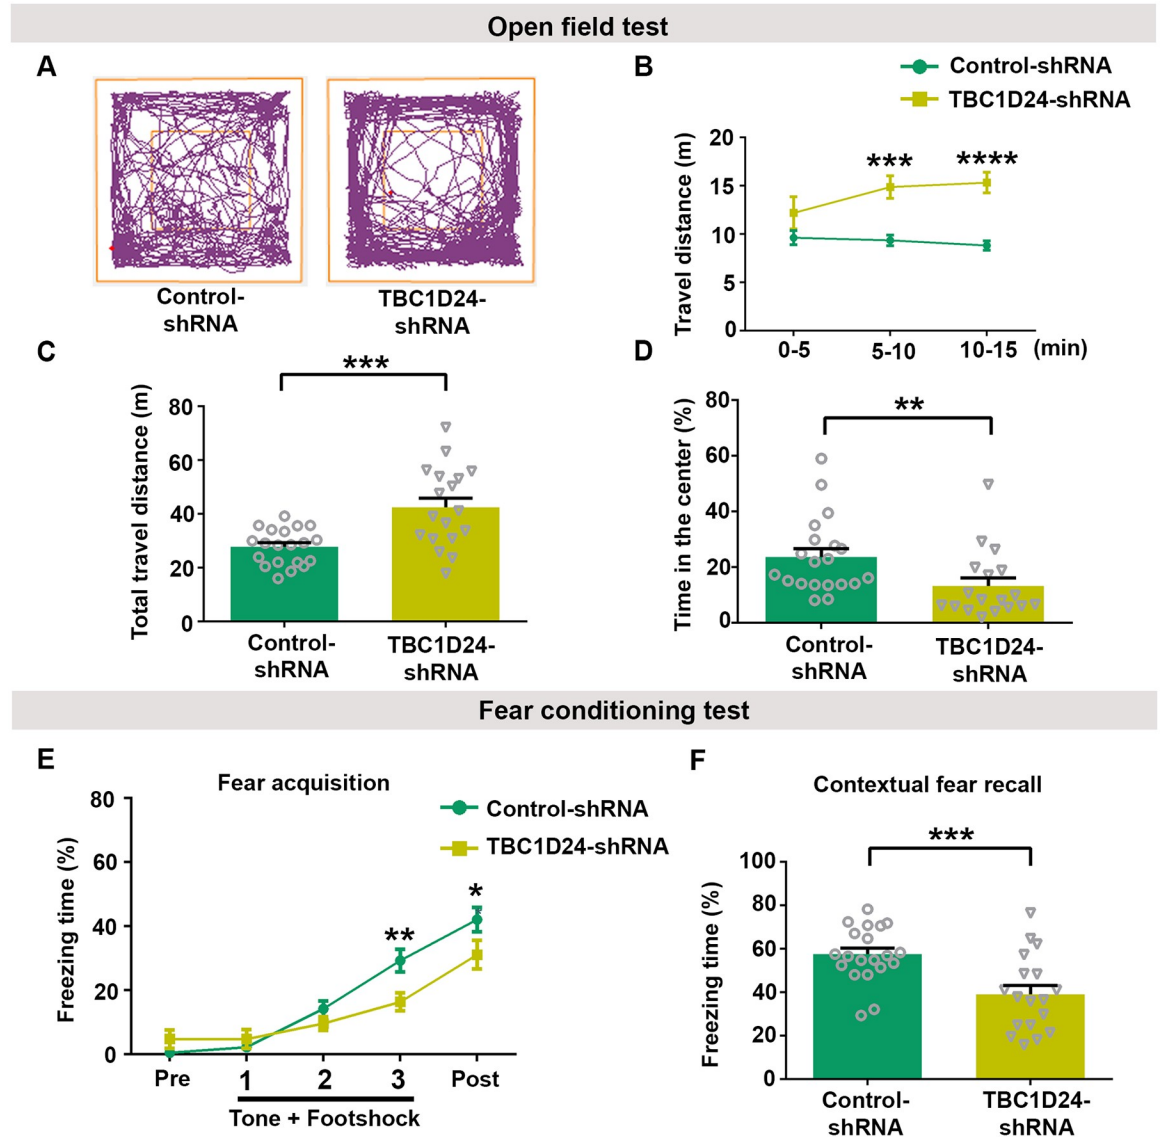 Open field test
A
Control-
shRNA
TBC1D24-
shRNA
B
Control-shRNA
TBC1D24-shRNA
Travel distance (m)
20
15
10
5
0
***
****
0-5
5-10
10-15
(min)
C
Total travel distance (m)
80
60
40
20
0
***
Control-
shRNA
TBC1D24-
shRNA
D
Time in the center (%)
80
60
40
20
0
**
Control-
shRNA
TBC1D24-
shRNA
Fear conditioning test
E
Fear acquisition
Control-shRNA
TBC1D24-shRNA
Freezing time (%)
80
60
40
20
0
**
*
Pre
1
2
3
Post
Tone + Footshock
F
Contextual fear recall
Freezing time (%)
100
80
60
40
20
0
***
Control-
shRNA
TBC1D24-
shRNA